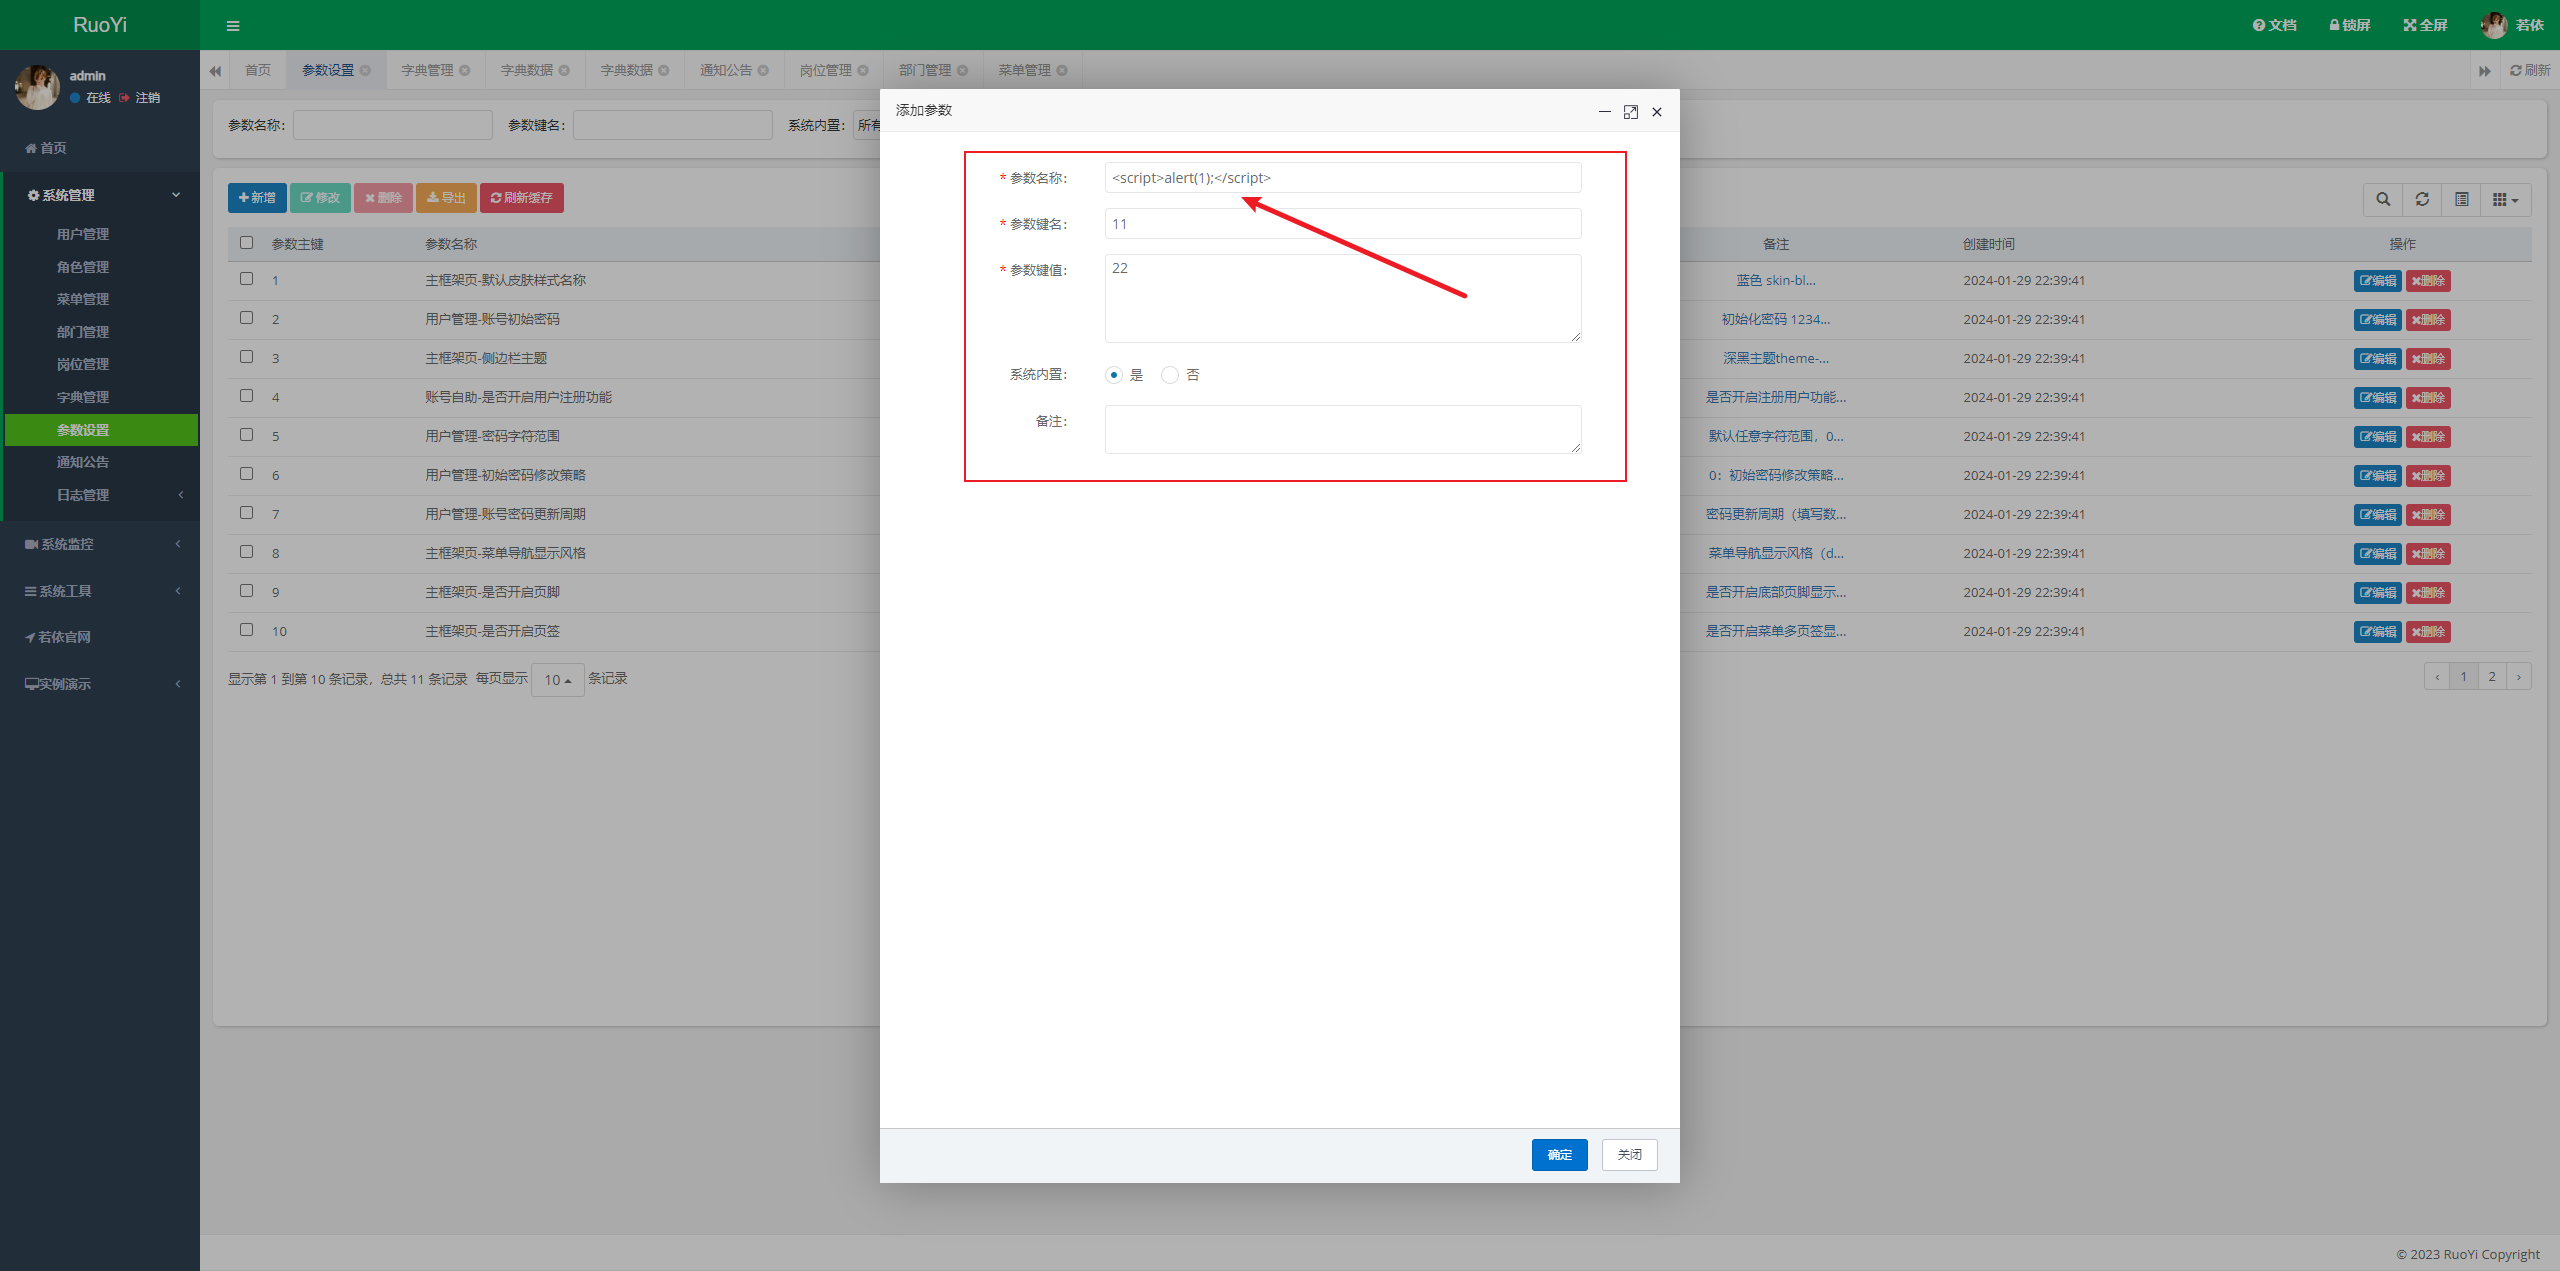 RuoYi
文档
锁屏
全屏
若依
admin
在线 注销
首页
系统管理
用户管理
角色管理
菜单管理
部门管理
岗位管理
字典管理
参数设置
通知公告
日志管理
系统监控
系统工具
若依官网
实例演示
首页 参数设置 字典管理 字典数据 字典数据 通知公告 岗位管理 部门管理 菜单管理 刷新
参数名称： 参数键名： 系统内置： 所有
新增 修改 删除 导出 刷新缓存
参数主键 参数名称 备注 创建时间 操作
1 主框架页-默认皮肤样式名称 蓝色 skin-bl... 2024-01-29 22:39:41 编辑 删除
2 用户管理-账号初始密码 初始化密码 1234... 2024-01-29 22:39:41 编辑 删除
3 主框架页-侧边栏主题 深黑主题theme-... 2024-01-29 22:39:41 编辑 删除
4 账号自助-是否开启用户注册功能 是否开启注册用户功能... 2024-01-29 22:39:41 编辑 删除
5 用户管理-密码字符范围 默认任意字符范围，0... 2024-01-29 22:39:41 编辑 删除
6 用户管理-初始密码修改策略 0：初始密码修改策略... 2024-01-29 22:39:41 编辑 删除
7 用户管理-账号密码更新周期 密码更新周期（填写数... 2024-01-29 22:39:41 编辑 删除
8 主框架页-菜单导航显示风格 菜单导航显示风格（d... 2024-01-29 22:39:41 编辑 删除
9 主框架页-是否开启页脚 是否开启底部页脚显示... 2024-01-29 22:39:41 编辑 删除
10 主框架页-是否开启页签 是否开启菜单多页签显... 2024-01-29 22:39:41 编辑 删除
显示第 1 到第 10 条记录，总共 11 条记录 每页显示 10 条记录
‹ 1 2 ›
添加参数
* 参数名称： <script>alert(1);</script>
* 参数键名： 11
* 参数键值： 22
系统内置： 是 否
备注：
确定 关闭
© 2023 RuoYi Copyright